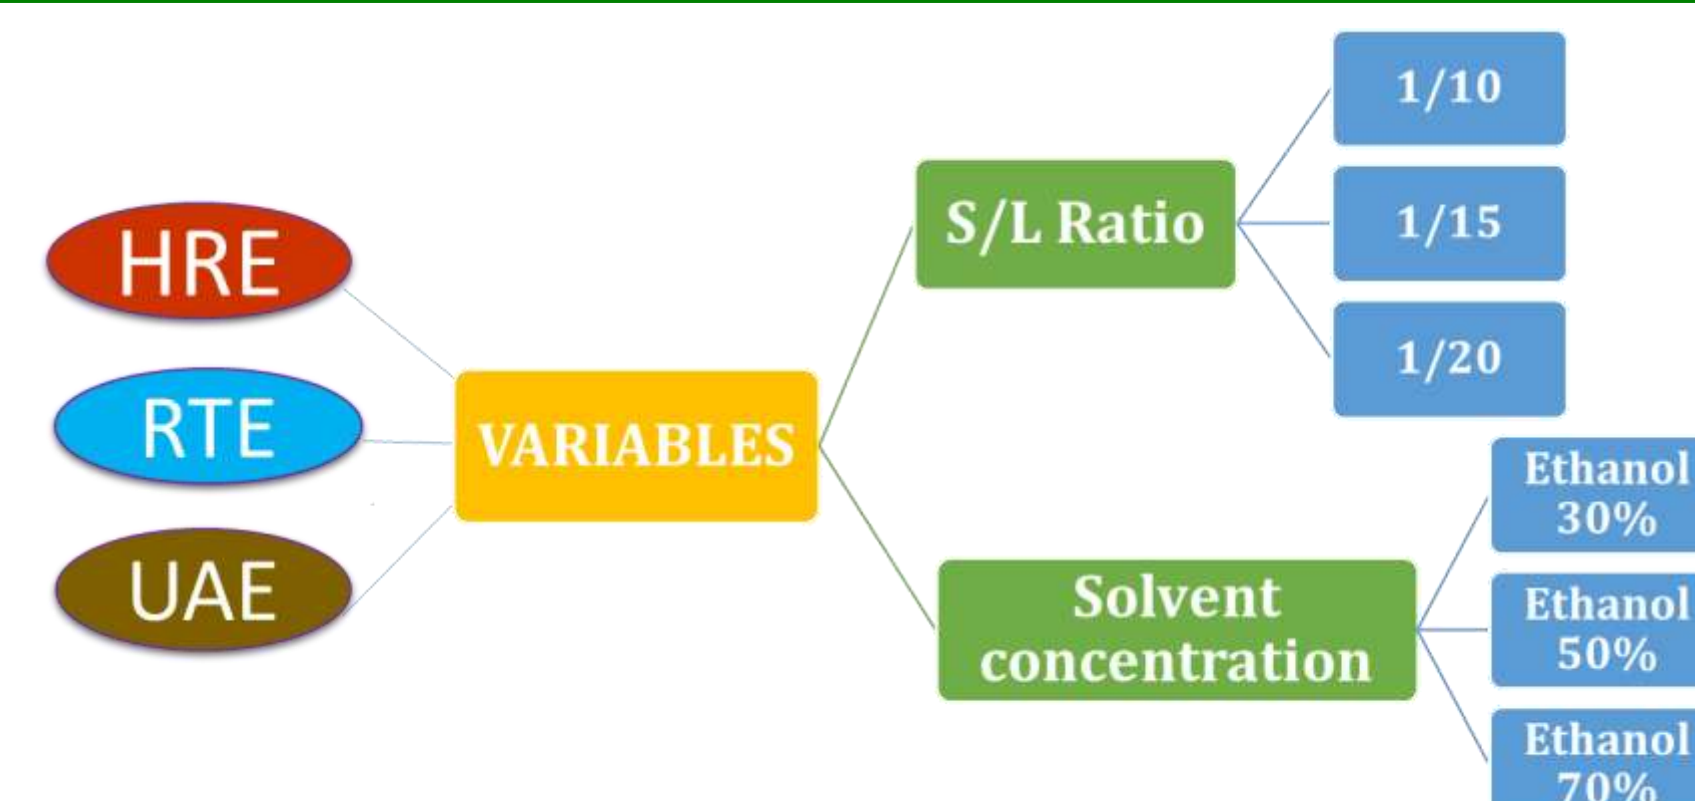 HRE
RTE
UAE
VARIABLES
S/L Ratio
1/10
1/15
1/20
Solvent
concentration
Ethanol
30%
Ethanol
50%
Ethanol
70%